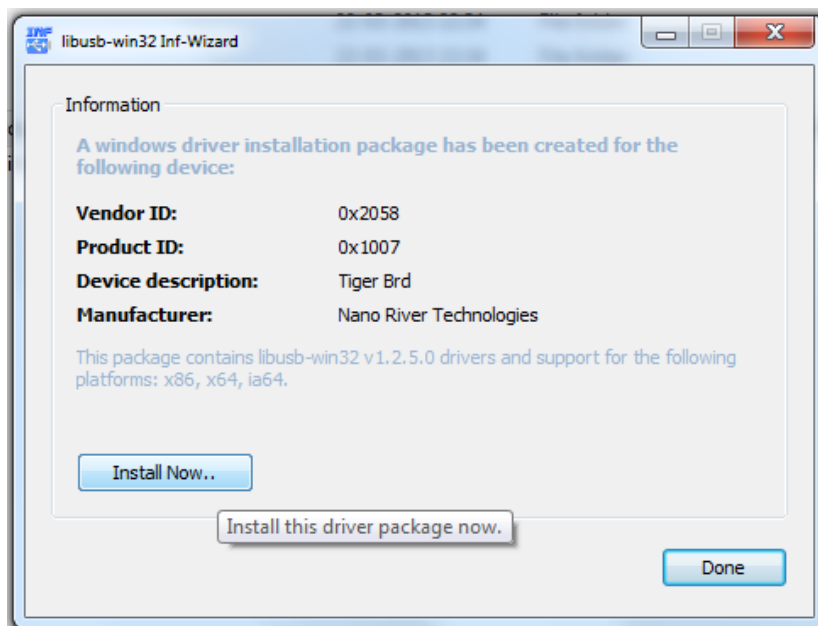 libusb-win32 Inf-Wizard
Information
A windows driver installation package has been created for the
following device:
Vendor ID: 0x2058
Product ID: 0x1007
Device description: Tiger Brd
Manufacturer: Nano River Technologies
This package contains libusb-win32 v1.2.5.0 drivers and support for the following
platforms: x86, x64, ia64.
Install Now..
Install this driver package now.
Done